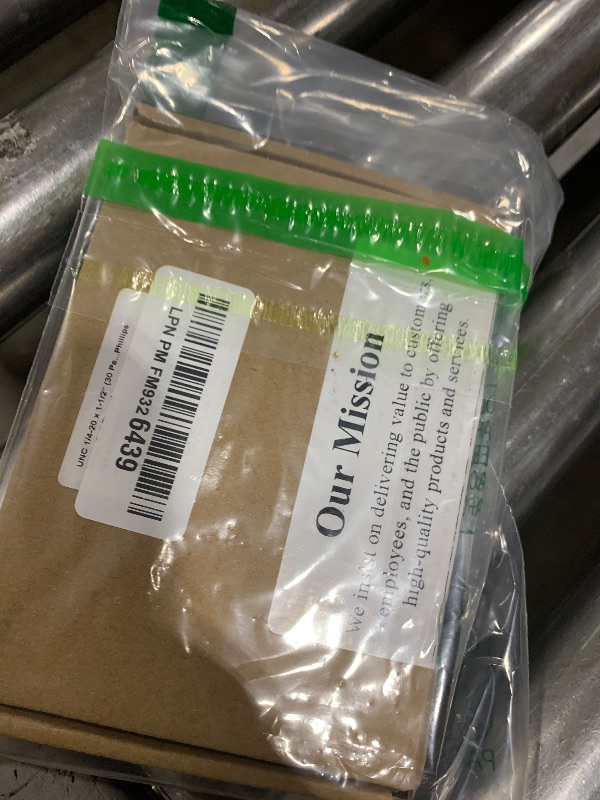 UNC 1/4-20 x 1-1/2" [30 Pa...Phillips
LPN PM FM9326439
Our Mission
We insist on delivering value to customers,
employees, and the public by offering
high-quality products and services.